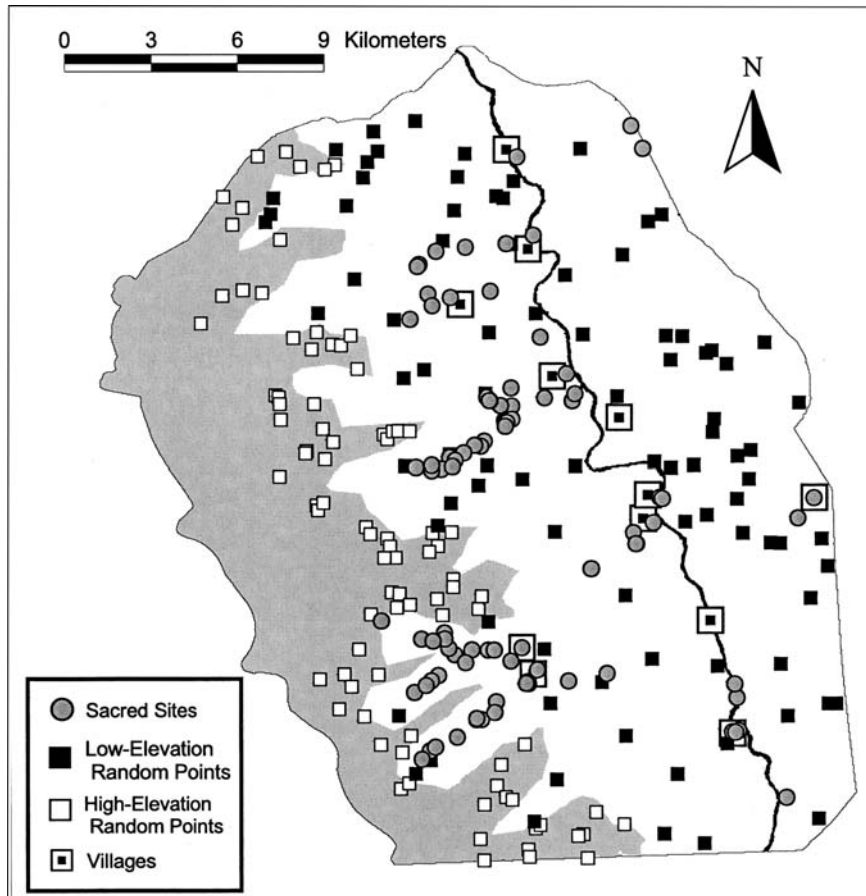 0 3 6 9 Kilometers
N
Sacred Sites
Low-Elevation
Random Points
High-Elevation
Random Points
Villages